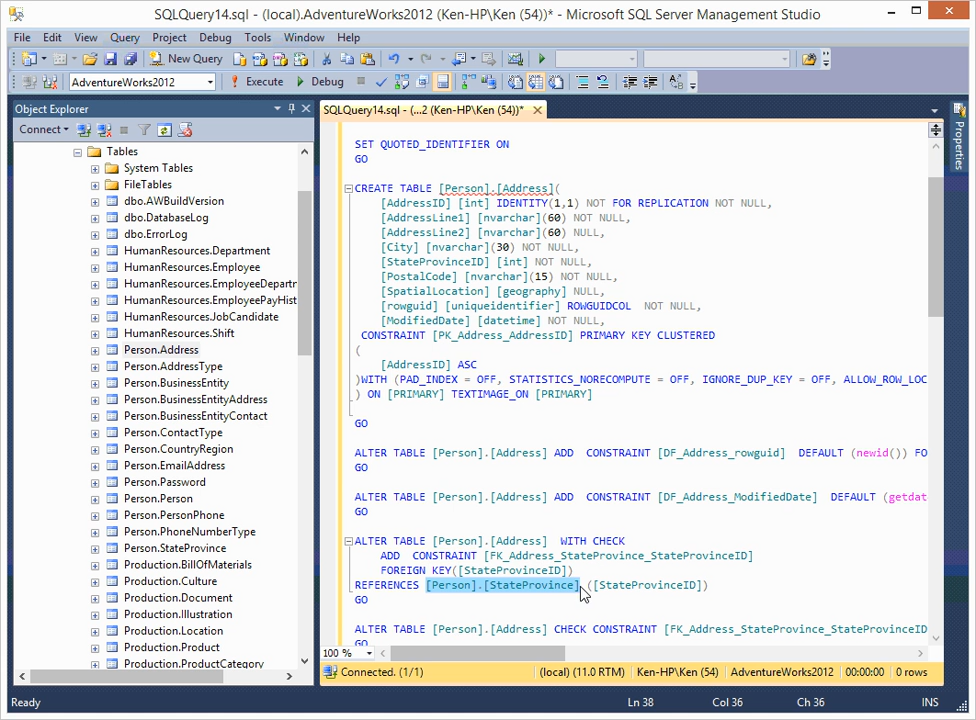 SQLQuery14.sql - (local).AdventureWorks2012 (Ken-HP\Ken (54))* - Microsoft SQL Server Management Studio
File Edit View Query Project Debug Tools Window Help
New Query
AdventureWorks2012 Execute Debug
Object Explorer
Connect
Tables
System Tables
FileTables
dbo.AWBuildVersion
dbo.DatabaseLog
dbo.ErrorLog
HumanResources.Department
HumanResources.Employee
HumanResources.EmployeeDepartr
HumanResources.EmployeePayHist
HumanResources.JobCandidate
HumanResources.Shift
Person.Address
Person.AddressType
Person.BusinessEntity
Person.BusinessEntityAddress
Person.BusinessEntityContact
Person.ContactType
Person.CountryRegion
Person.EmailAddress
Person.Password
Person.Person
Person.PersonPhone
Person.PhoneNumberType
Person.StateProvince
Production.BillOfMaterials
Production.Culture
Production.Document
Production.Illustration
Production.Location
Production.Product
Production.ProductCategory
SQLQuery14.sql - (...2 (Ken-HP\Ken (54))*
SET QUOTED_IDENTIFIER ON
GO
CREATE TABLE [Person].[Address](
[AddressID] [int] IDENTITY(1,1) NOT FOR REPLICATION NOT NULL,
[AddressLine1] [nvarchar](60) NOT NULL,
[AddressLine2] [nvarchar](60) NULL,
[City] [nvarchar](30) NOT NULL,
[StateProvinceID] [int] NOT NULL,
[PostalCode] [nvarchar](15) NOT NULL,
[SpatialLocation] [geography] NULL,
[rowguid] [uniqueidentifier] ROWGUIDCOL  NOT NULL,
[ModifiedDate] [datetime] NOT NULL,
CONSTRAINT [PK_Address_AddressID] PRIMARY KEY CLUSTERED
(
[AddressID] ASC
)WITH (PAD_INDEX = OFF, STATISTICS_NORECOMPUTE = OFF, IGNORE_DUP_KEY = OFF, ALLOW_ROW_LOC
) ON [PRIMARY] TEXTIMAGE_ON [PRIMARY]
GO
ALTER TABLE [Person].[Address] ADD  CONSTRAINT [DF_Address_rowguid]  DEFAULT (newid()) FO
GO
ALTER TABLE [Person].[Address] ADD  CONSTRAINT [DF_Address_ModifiedDate]  DEFAULT (getdat
GO
ALTER TABLE [Person].[Address]  WITH CHECK
ADD  CONSTRAINT [FK_Address_StateProvince_StateProvinceID]
FOREIGN KEY([StateProvinceID])
REFERENCES [Person].[StateProvince] ([StateProvinceID])
GO
ALTER TABLE [Person].[Address] CHECK CONSTRAINT [FK_Address_StateProvince_StateProvinceID
GO
100 %
Connected. (1/1) (local) (11.0 RTM) Ken-HP\Ken (54) AdventureWorks2012 00:00:00 0 rows
Properties
Ready Ln 38 Col 36 Ch 36 INS